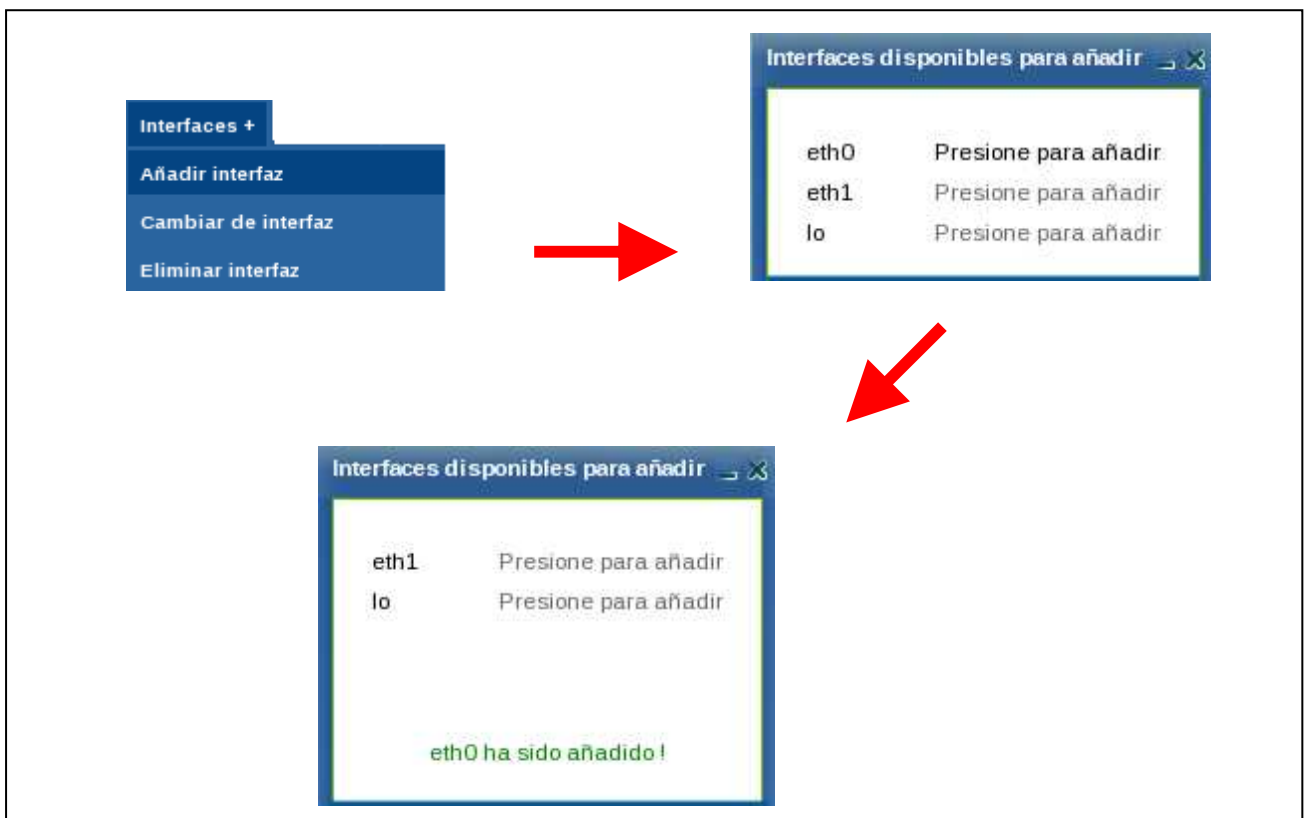 Interfaces +
Añadir interfaz
Cambiar de interfaz
Eliminar interfaz
Interfaces disponibles para añadir
eth0 Presione para añadir
eth1 Presione para añadir
lo Presione para añadir
Interfaces disponibles para añadir
eth1 Presione para añadir
lo Presione para añadir
eth0 ha sido añadido !